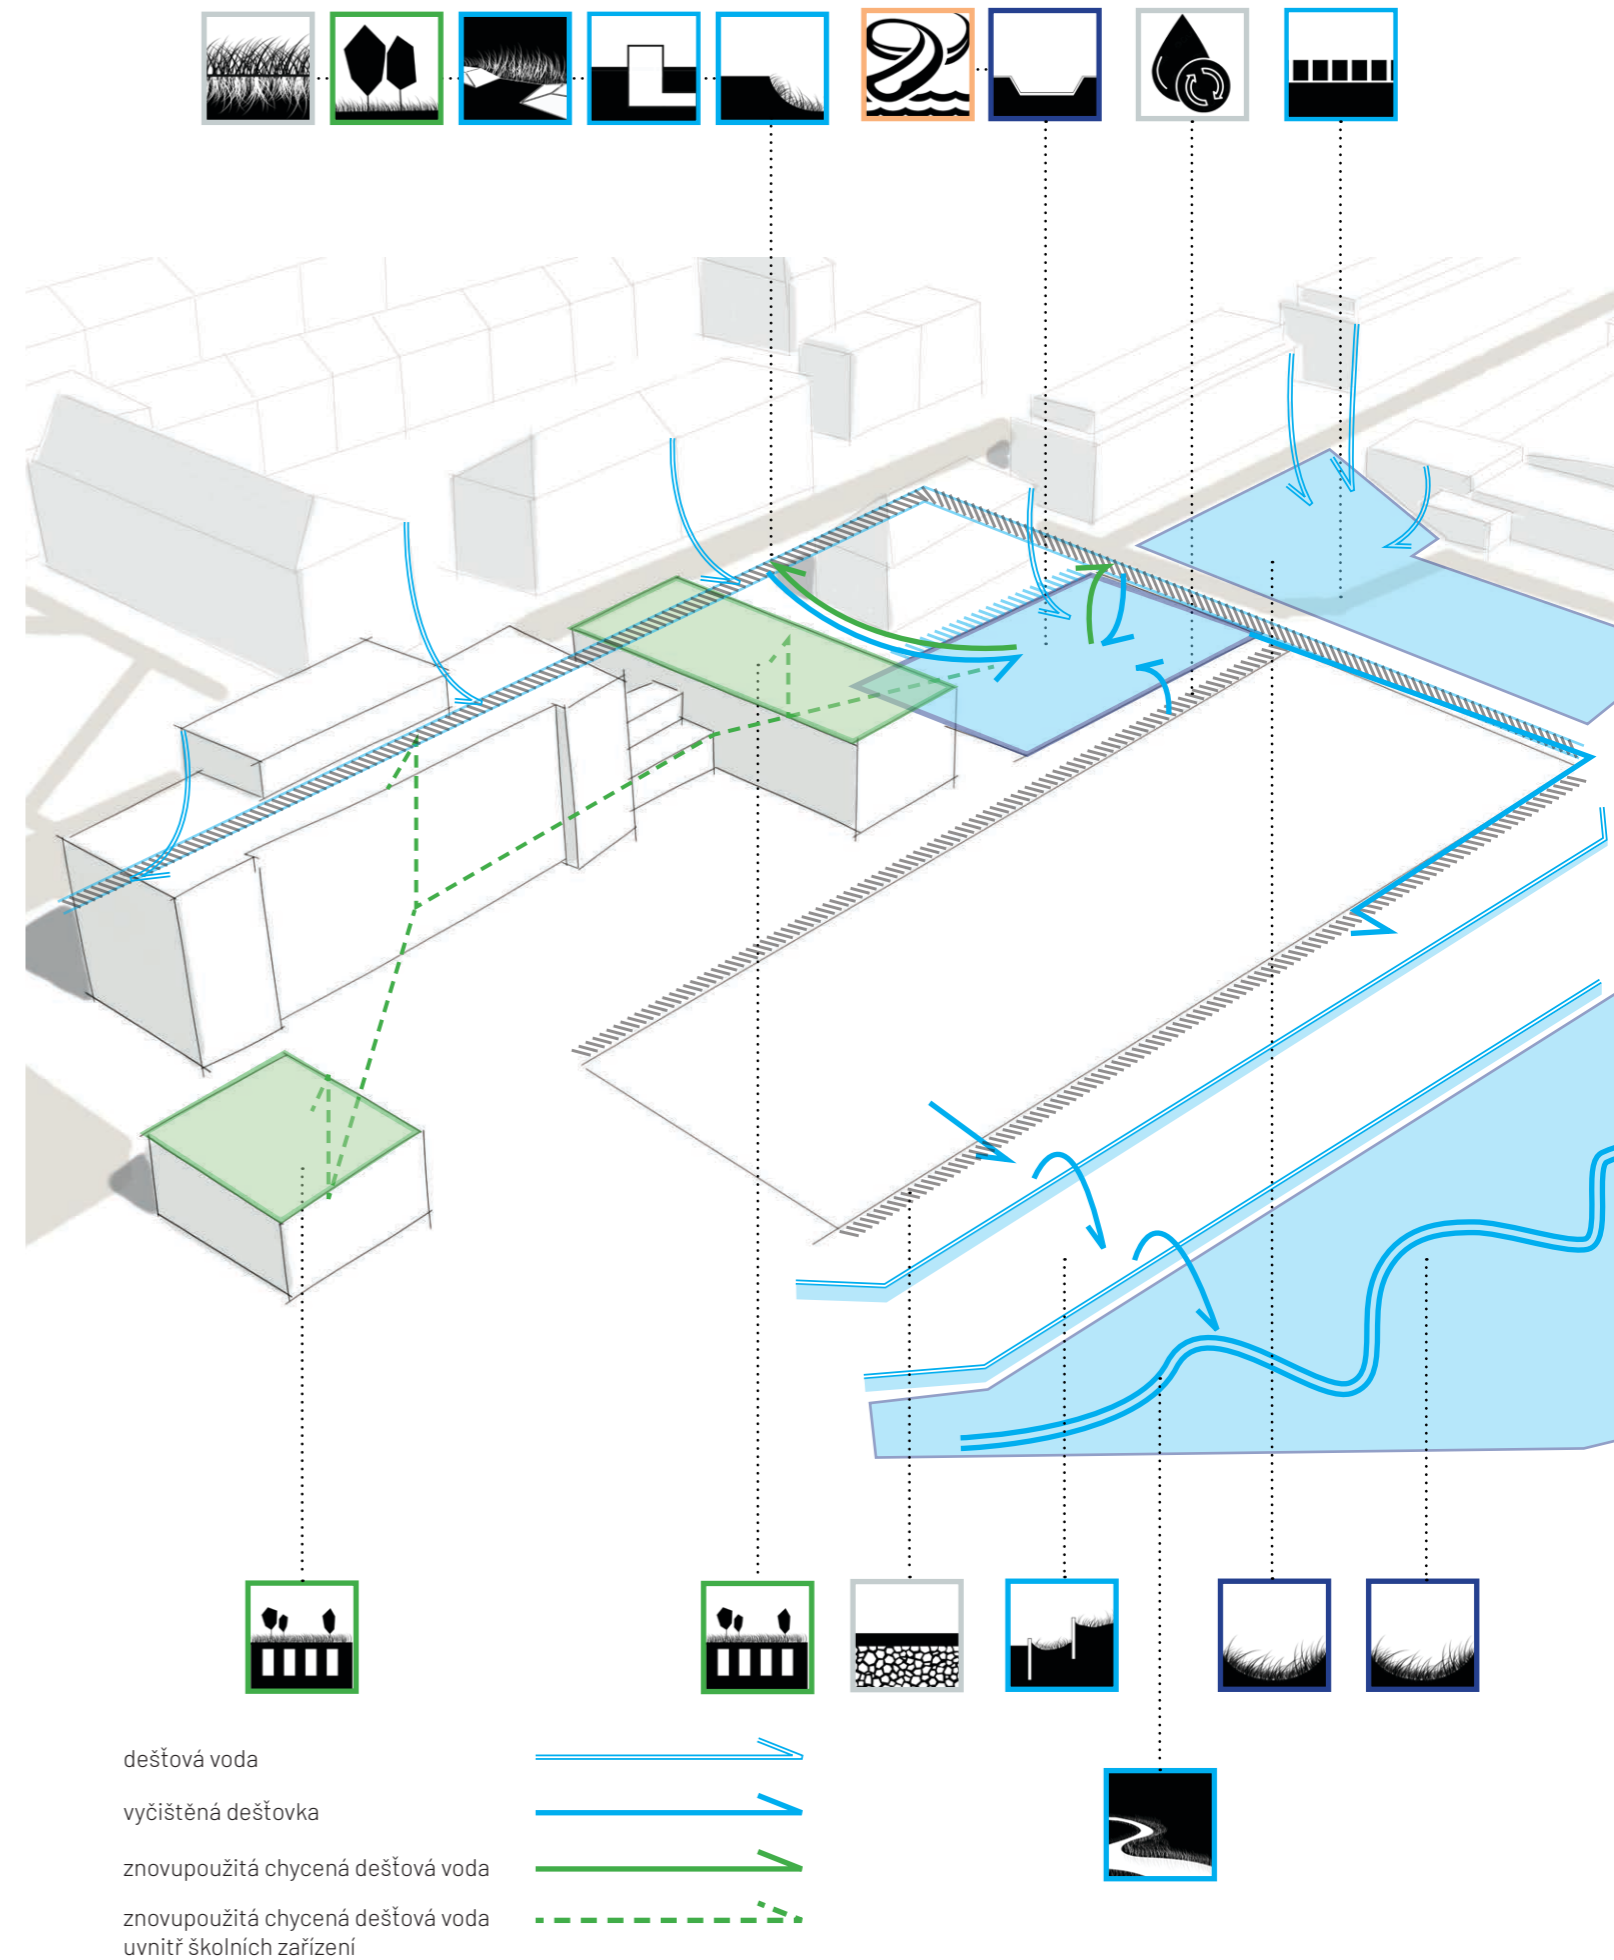 dešťová voda
vyčištěná dešťovka
znovupoužitá chycená dešťová voda
znovupoužitá chycená dešťová voda
uvnitř školních zařízení